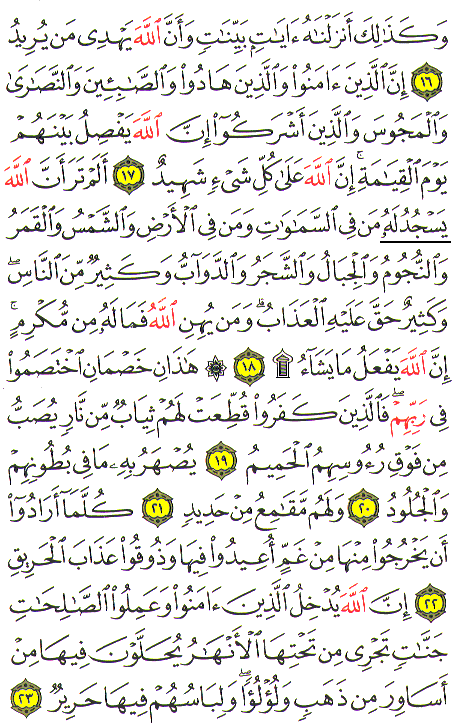 وَكَذَٰلِكَ أَنزَلْنَٰهُ ءَايَٰتٍۭ بَيِّنَٰتٍ وَأَنَّ ٱللَّهَ يَهْدِى مَن يُرِيدُ
١٦ إِنَّ ٱلَّذِينَ ءَامَنُوا۟ وَٱلَّذِينَ هَادُوا۟ وَٱلصَّٰبِـِٔينَ وَٱلنَّصَٰرَىٰ
وَٱلْمَجُوسَ وَٱلَّذِينَ أَشْرَكُوٓا۟ إِنَّ ٱللَّهَ يَفْصِلُ بَيْنَهُمْ
يَوْمَ ٱلْقِيَٰمَةِ ۚ إِنَّ ٱللَّهَ عَلَىٰ كُلِّ شَىْءٍ شَهِيدٌ ١٧ أَلَمْ تَرَ أَنَّ ٱللَّهَ
يَسْجُدُ لَهُۥ مَن فِى ٱلسَّمَٰوَٰتِ وَمَن فِى ٱلْأَرْضِ وَٱلشَّمْسُ وَٱلْقَمَرُ
وَٱلنُّجُومُ وَٱلْجِبَالُ وَٱلشَّجَرُ وَٱلدَّوَآبُّ وَكَثِيرٌ مِّنَ ٱلنَّاسِ ۖ
وَكَثِيرٌ حَقَّ عَلَيْهِ ٱلْعَذَابُ ۗ وَمَن يُهِنِ ٱللَّهُ فَمَا لَهُۥ مِن مُّكْرِمٍ ۚ
إِنَّ ٱللَّهَ يَفْعَلُ مَا يَشَآءُ ۩ ١٨ ۞ هَٰذَانِ خَصْمَانِ ٱخْتَصَمُوا۟
فِى رَبِّهِمْ ۖ فَٱلَّذِينَ كَفَرُوا۟ قُطِّعَتْ لَهُمْ ثِيَابٌ مِّن نَّارٍ يُصَبُّ
مِن فَوْقِ رُءُوسِهِمُ ٱلْحَمِيمُ ١٩ يُصْهَرُ بِهِۦ مَا فِى بُطُونِهِمْ
وَٱلْجُلُودُ ٢٠ وَلَهُم مَّقَٰمِعُ مِنْ حَدِيدٍ ٢١ كُلَّمَآ أَرَادُوٓا۟
أَن يَخْرُجُوا۟ مِنْهَا مِنْ غَمٍّ أُعِيدُوا۟ فِيهَا وَذُوقُوا۟ عَذَابَ ٱلْحَرِيقِ
٢٢ إِنَّ ٱللَّهَ يُدْخِلُ ٱلَّذِينَ ءَامَنُوا۟ وَعَمِلُوا۟ ٱلصَّٰلِحَٰتِ
جَنَّٰتٍ تَجْرِى مِن تَحْتِهَا ٱلْأَنْهَٰرُ يُحَلَّوْنَ فِيهَا مِنْ
أَسَاوِرَ مِن ذَهَبٍ وَلُؤْلُؤًا ۖ وَلِبَاسُهُمْ فِيهَا حَرِيرٌ ٢٣